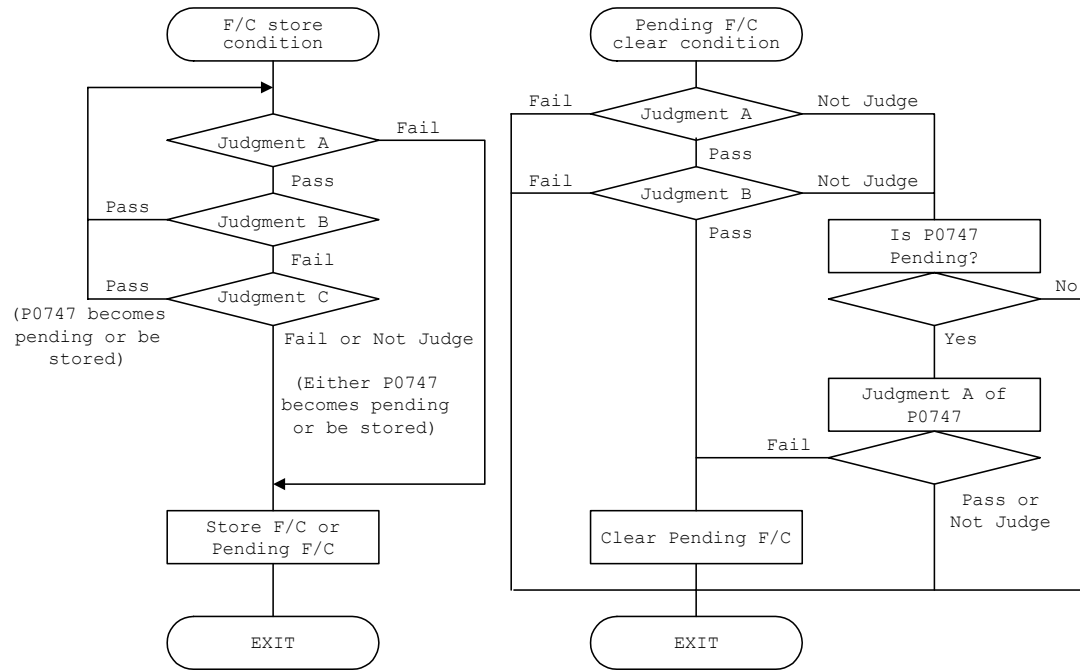 F/C store
condition
Judgment A
Fail
Pass
Judgment B
Pass
Fail
Judgment C
Pass
(P0747 becomes
pending or be
stored)
Fail or Not Judge
(Either P0747
becomes pending
or be stored)
Store F/C or
Pending F/C
EXIT
Pending F/C
clear condition
Fail
Judgment A
Not Judge
Pass
Fail
Judgment B
Not Judge
Pass
Is P0747
Pending?
No
Yes
Judgment A of
P0747
Fail
Pass or
Not Judge
Clear Pending F/C
EXIT